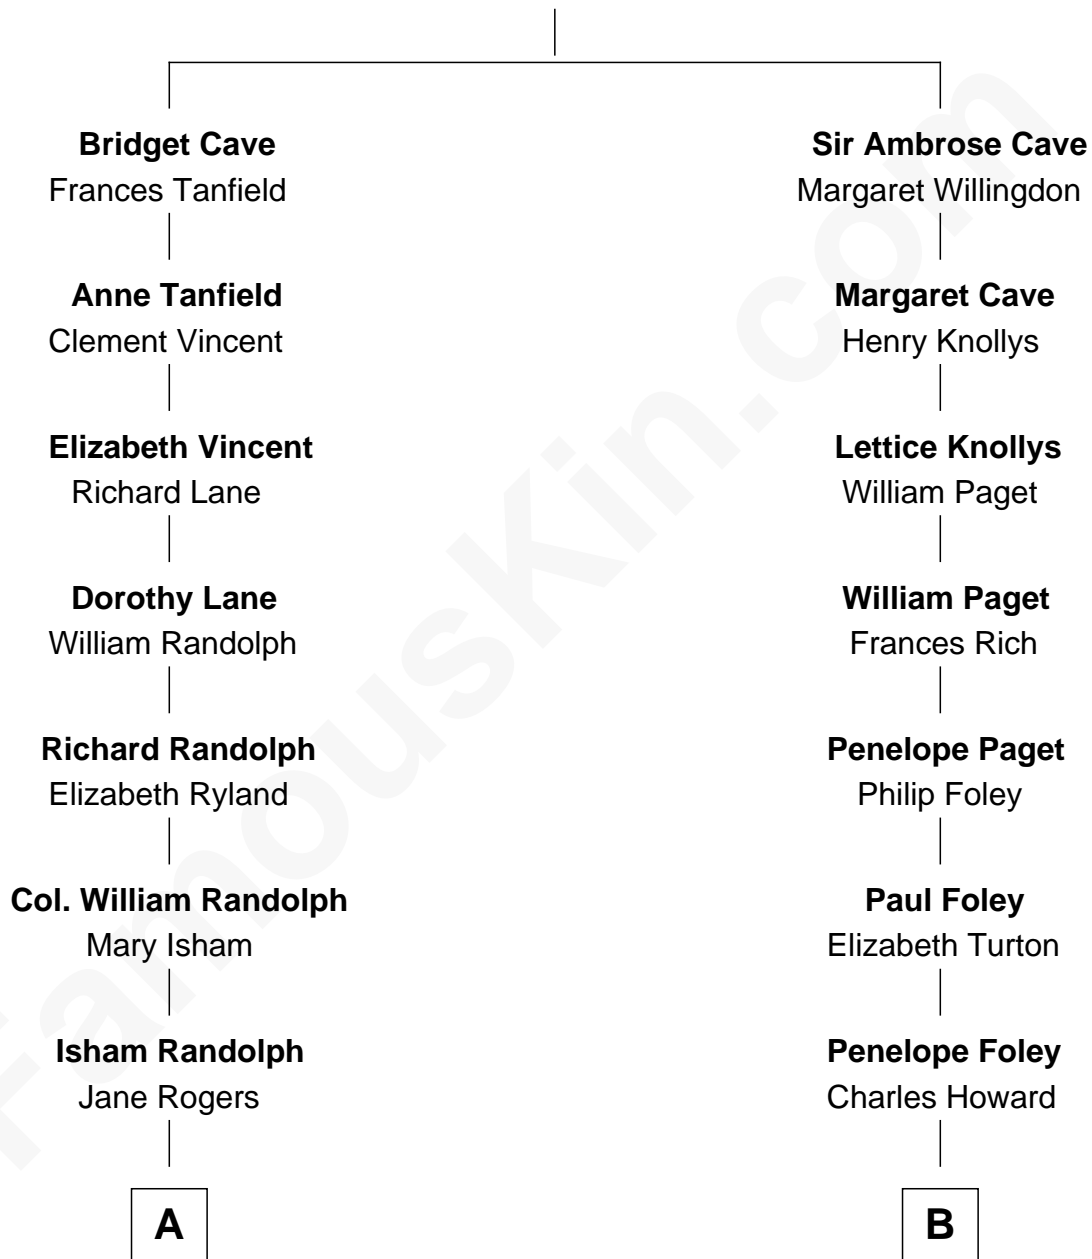 Bridget Cave
Frances Tanfield
Anne Tanfield
Clement Vincent
Elizabeth Vincent
Richard Lane
Dorothy Lane
William Randolph
Richard Randolph
Elizabeth Ryland
Col. William Randolph
Mary Isham
Isham Randolph
Jane Rogers
A
Sir Ambrose Cave
Margaret Willingdon
Margaret Cave
Henry Knollys
Lettice Knollys
William Paget
William Paget
Frances Rich
Penelope Paget
Philip Foley
Paul Foley
Elizabeth Turton
Penelope Foley
Charles Howard
B
FamousKin.com